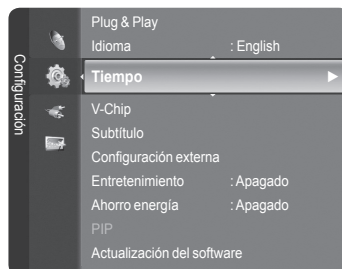 Configuración
Plug & Play
Idioma : English
Tiempo
V-Chip
Subtítulo
Configuración externa
Entretenimiento : Apagado
Ahorro energía : Apagado
PIP
Actualización del software